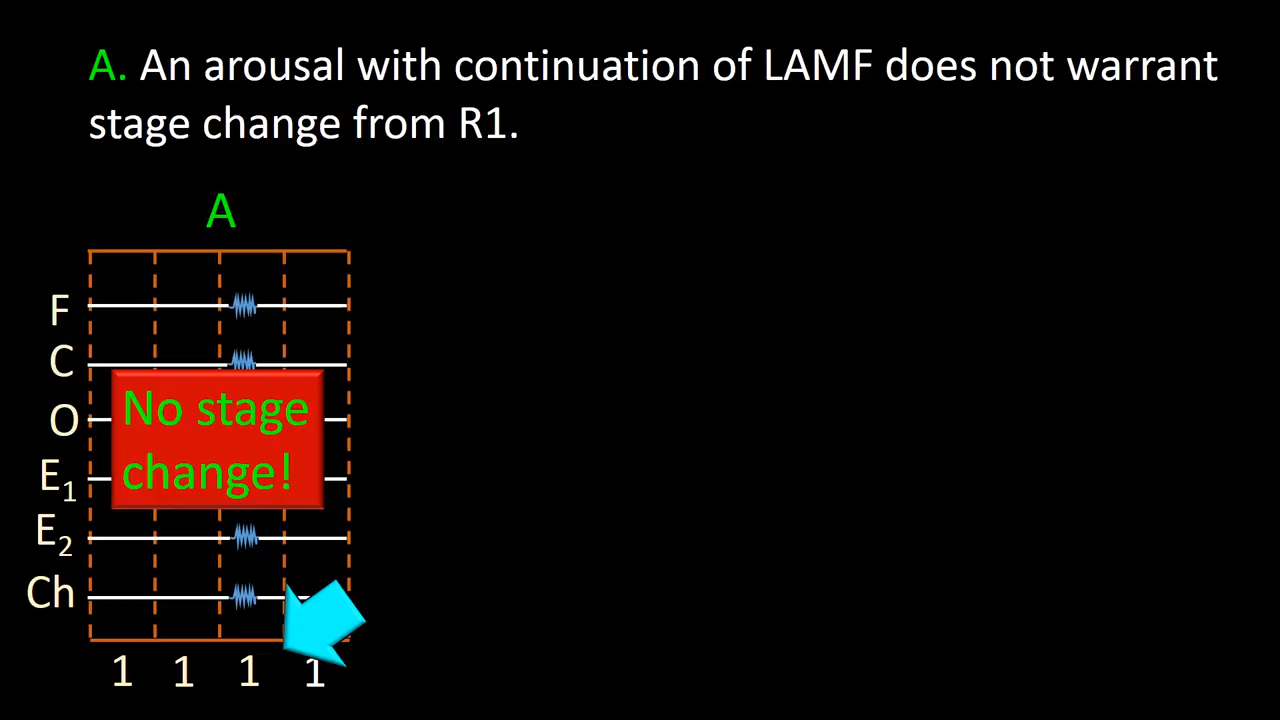 A. An arousal with continuation of LAMF does not warrant
stage change from R1.
A
F
C
No stage
O
change!
E₁
E₂
Ch
1 1 1 1